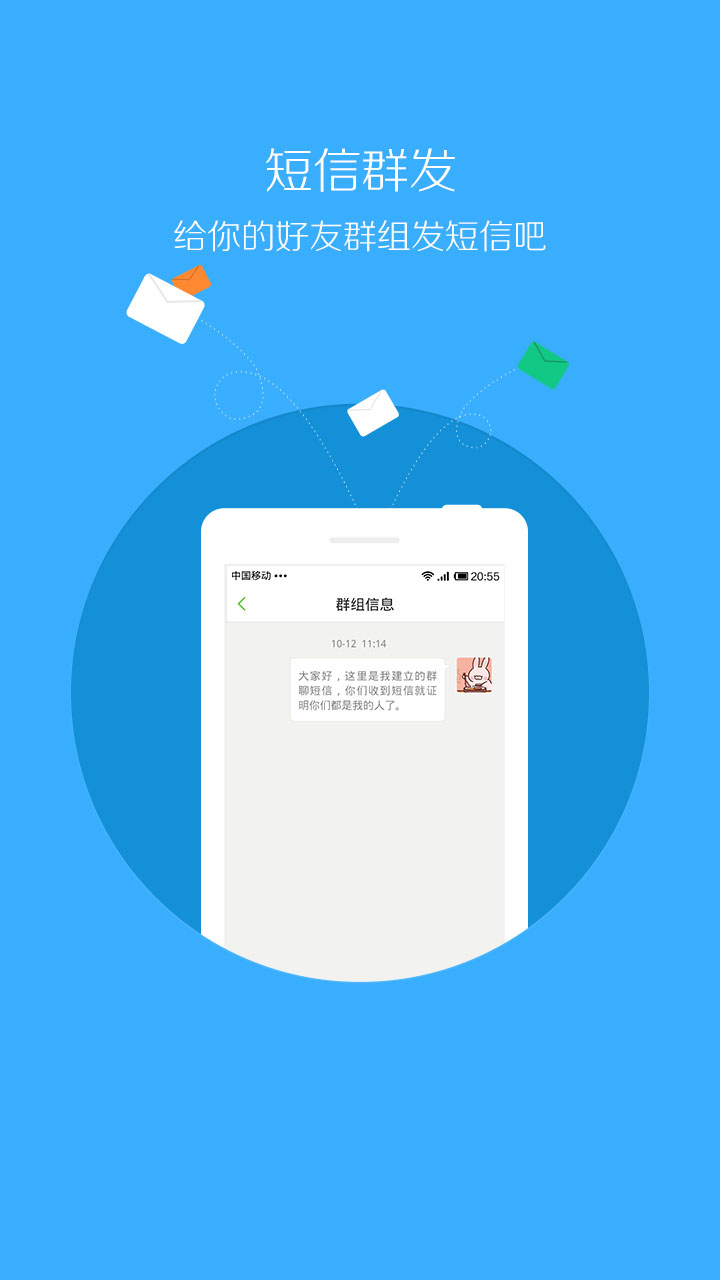 短信群发
给你的好友群组发短信吧
中国移动 ••• 20:55
群组信息
10-12 11:14
大家好，这里是我建立的群
聊短信，你们收到短信就证
明你们都是我的人了。